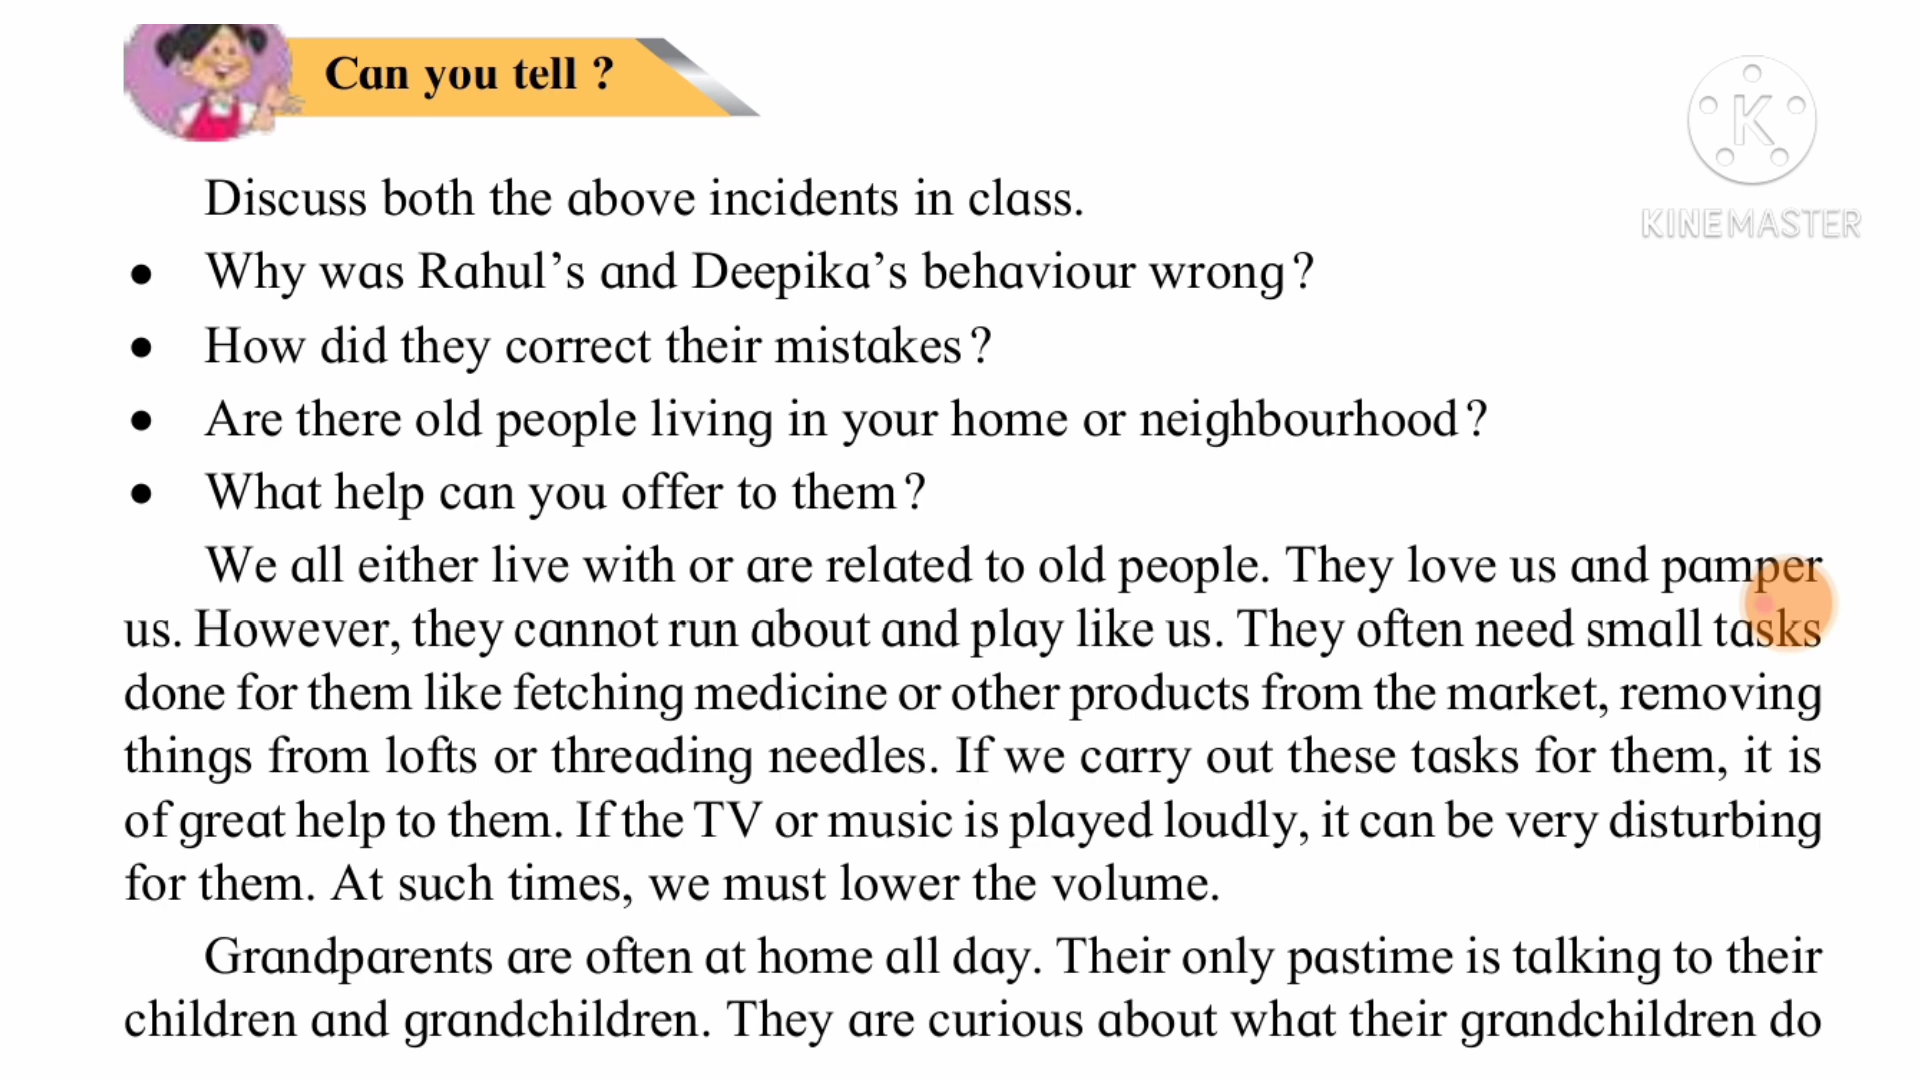 Can you tell ?
KINEMASTER
Discuss both the above incidents in class.
• Why was Rahul's and Deepika's behaviour wrong?
• How did they correct their mistakes?
• Are there old people living in your home or neighbourhood?
• What help can you offer to them?
We all either live with or are related to old people. They love us and pamper
us. However, they cannot run about and play like us. They often need small tasks
done for them like fetching medicine or other products from the market, removing
things from lofts or threading needles. If we carry out these tasks for them, it is
of great help to them. If the TV or music is played loudly, it can be very disturbing
for them. At such times, we must lower the volume.
Grandparents are often at home all day. Their only pastime is talking to their
children and grandchildren. They are curious about what their grandchildren do